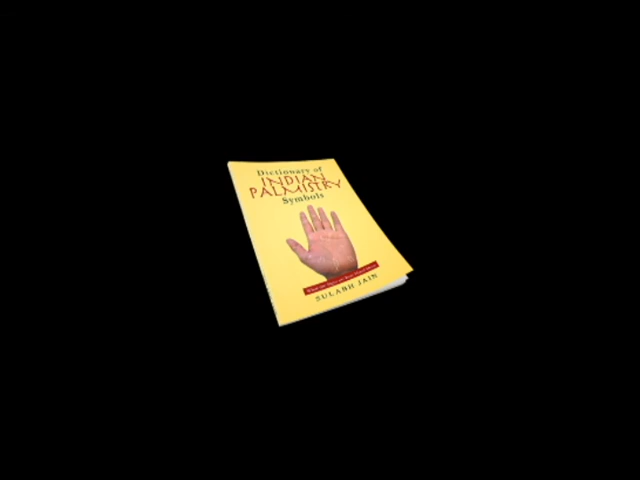 Dictionary of
INDIAN
PALMISTRY
Symbols
SULABH JAIN